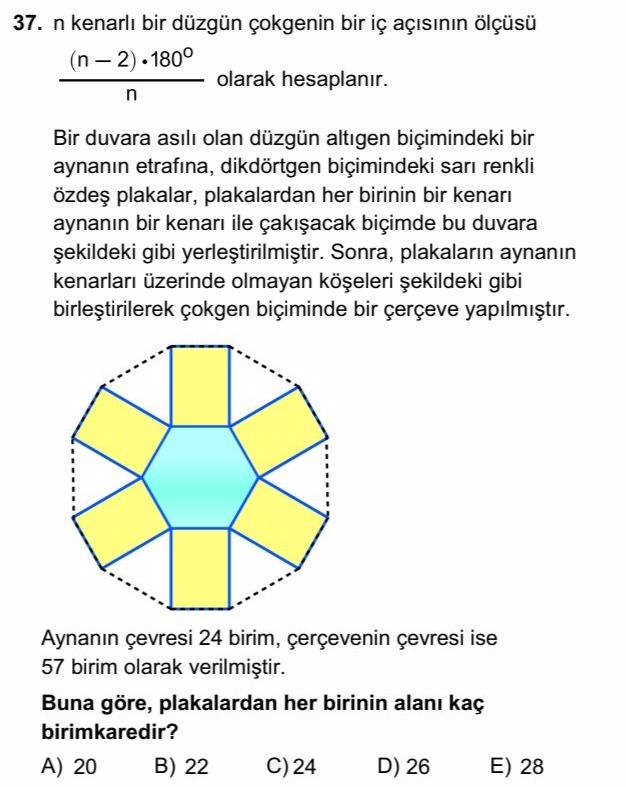 37. n kenarlı bir düzgün çokgenin bir iç açısının ölçüsü
(n – 2) • 180°
n
olarak hesaplanır.
Bir duvara asılı olan düzgün altıgen biçimindeki bir
aynanın etrafına, dikdörtgen biçimindeki sarı renkli
özdeş plakalar, plakalardan her birinin bir kenarı
aynanın bir kenarı ile çakışacak biçimde bu duvara
şekildeki gibi yerleştirilmiştir. Sonra, plakaların aynanın
kenarları üzerinde olmayan köşeleri şekildeki gibi
birleştirilerek çokgen biçiminde bir çerçeve yapılmıştır.
Aynanın çevresi 24 birim, çerçevenin çevresi ise
57 birim olarak verilmiştir.
Buna göre, plakalardan her birinin alanı kaç
birimkaredir?
A) 20 B) 22 C) 24 D) 26 E) 28